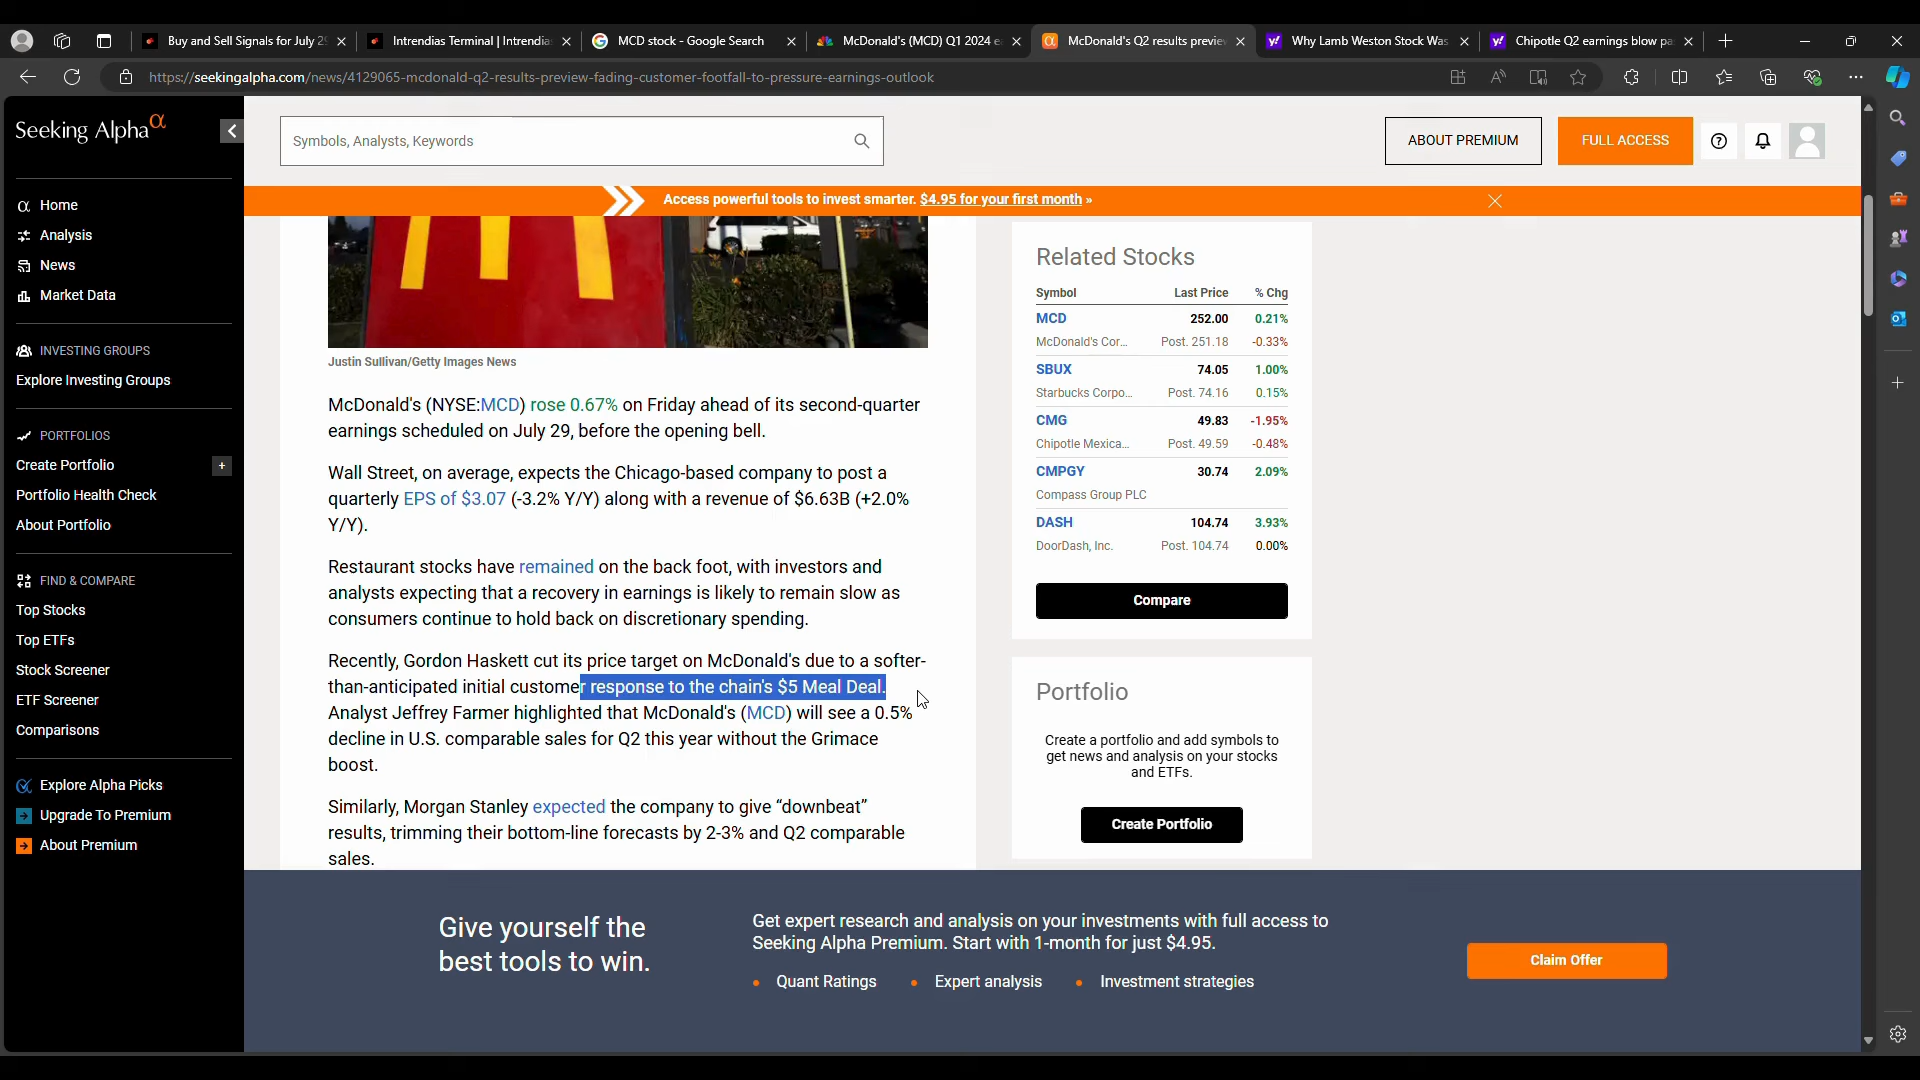 Buy and Sell Signals for July 2
Intrendias Terminal | Intrendia
MCD stock - Google Search
McDonald's (MCD) Q1 2024 e
McDonald's Q2 results previe
Why Lamb Weston Stock Was
Chipotle Q2 earnings blow pa
https://seekingalpha.com/news/4129065-mcdonald-q2-results-preview-fading-customer-footfall-to-pressure-earnings-outlook
Seeking Alpha α
Home
Analysis
News
Market Data
INVESTING GROUPS
Explore Investing Groups
PORTFOLIOS
Create Portfolio +
Portfolio Health Check
About Portfolio
FIND & COMPARE
Top Stocks
Top ETFs
Stock Screener
ETF Screener
Comparisons
Explore Alpha Picks
Upgrade To Premium
About Premium
Symbols, Analysts, Keywords
ABOUT PREMIUM
FULL ACCESS
Access powerful tools to invest smarter. $4.95 for your first month »
Justin Sullivan/Getty Images News
McDonald's (NYSE:MCD) rose 0.67% on Friday ahead of its second-quarter
earnings scheduled on July 29, before the opening bell.
Wall Street, on average, expects the Chicago-based company to post a
quarterly EPS of $3.07 (-3.2% Y/Y) along with a revenue of $6.63B (+2.0%
Y/Y).
Restaurant stocks have remained on the back foot, with investors and
analysts expecting that a recovery in earnings is likely to remain slow as
consumers continue to hold back on discretionary spending.
Recently, Gordon Haskett cut its price target on McDonald's due to a softer-
than-anticipated initial customer response to the chain's $5 Meal Deal.
Analyst Jeffrey Farmer highlighted that McDonald's (MCD) will see a 0.5%
decline in U.S. comparable sales for Q2 this year without the Grimace
boost.
Similarly, Morgan Stanley expected the company to give “downbeat”
results, trimming their bottom-line forecasts by 2-3% and Q2 comparable
sales.
Related Stocks
Symbol Last Price % Chg
MCD 252.00 0.21%
McDonald's Cor... Post. 251.18 -0.33%
SBUX 74.05 1.00%
Starbucks Corpo... Post. 74.16 0.15%
CMG 49.83 -1.95%
Chipotle Mexica... Post. 49.59 -0.48%
CMPGY 30.74 2.09%
Compass Group PLC
DASH 104.74 3.93%
DoorDash, Inc. Post. 104.74 0.00%
Compare
Portfolio
Create a portfolio and add symbols to
get news and analysis on your stocks
and ETFs.
Create Portfolio
Give yourself the
best tools to win.
Get expert research and analysis on your investments with full access to
Seeking Alpha Premium. Start with 1-month for just $4.95.
• Quant Ratings • Expert analysis • Investment strategies
Claim Offer